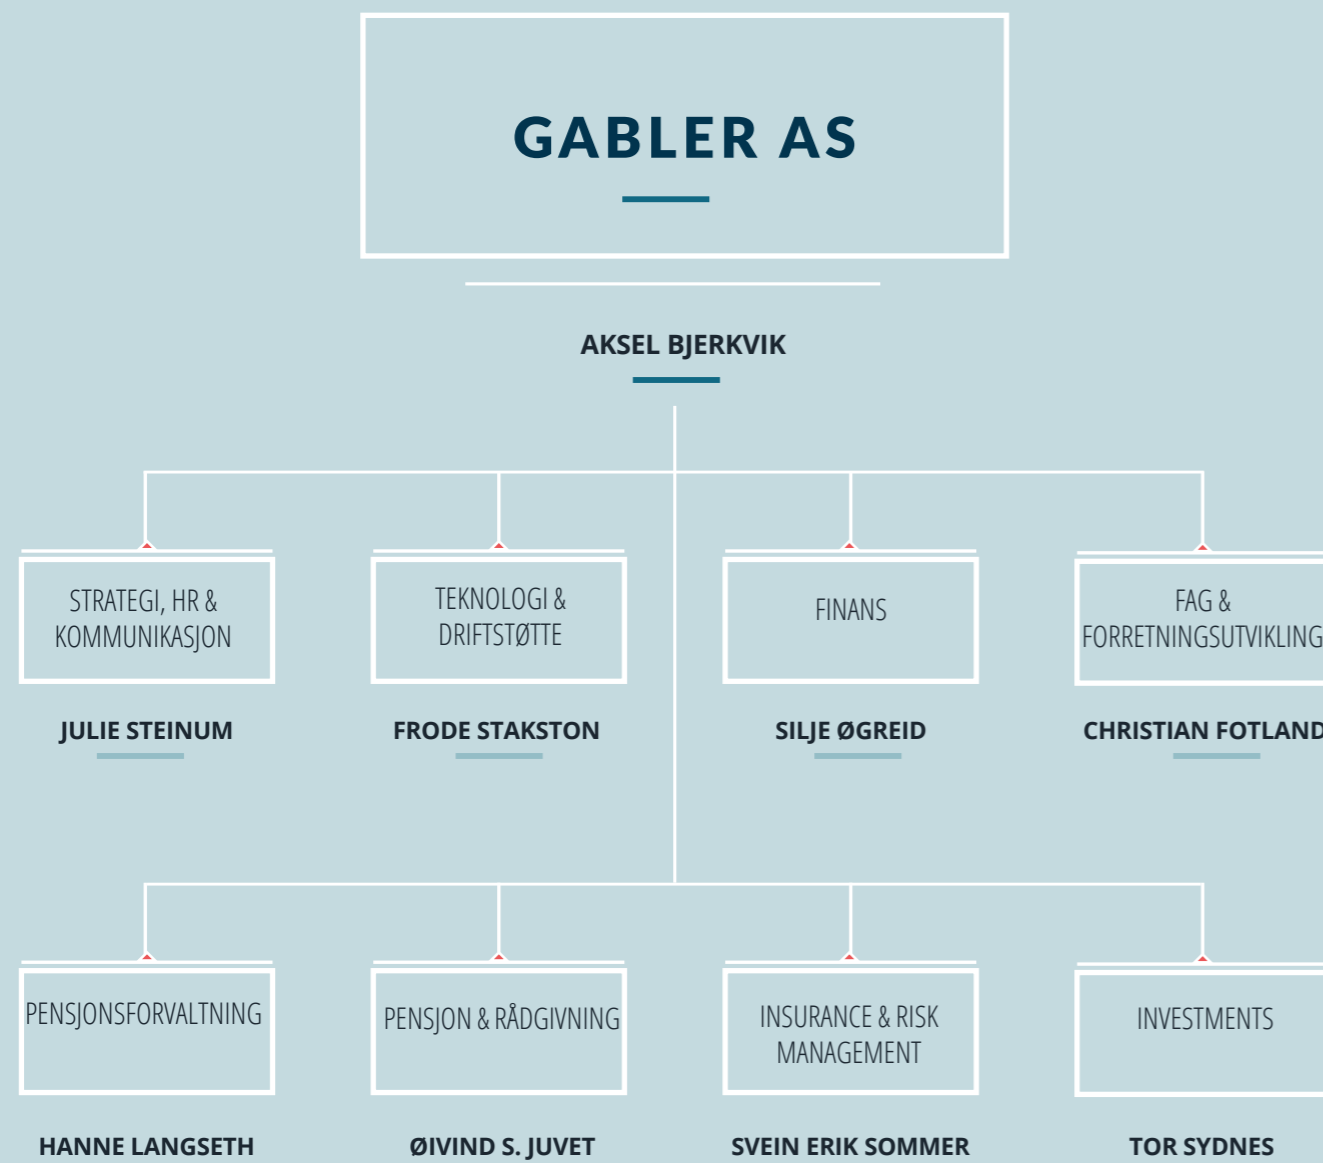 GABLER AS
AKSEL BJERKVIK
STRATEGI, HR &
KOMMUNIKASJON
TEKNOLOGI &
DRIFTSTØTTE
FINANS
FAG &
FORRETNINGSUTVIKLING
JULIE STEINUM
FRODE STAKSTON
SILJE ØGREID
CHRISTIAN FOTLAND
PENSJONSFORVALTNING
PENSJON & RÅDGIVNING
INSURANCE & RISK
MANAGEMENT
INVESTMENTS
HANNE LANGSETH
ØIVIND S. JUVET
SVEIN ERIK SOMMER
TOR SYDNES